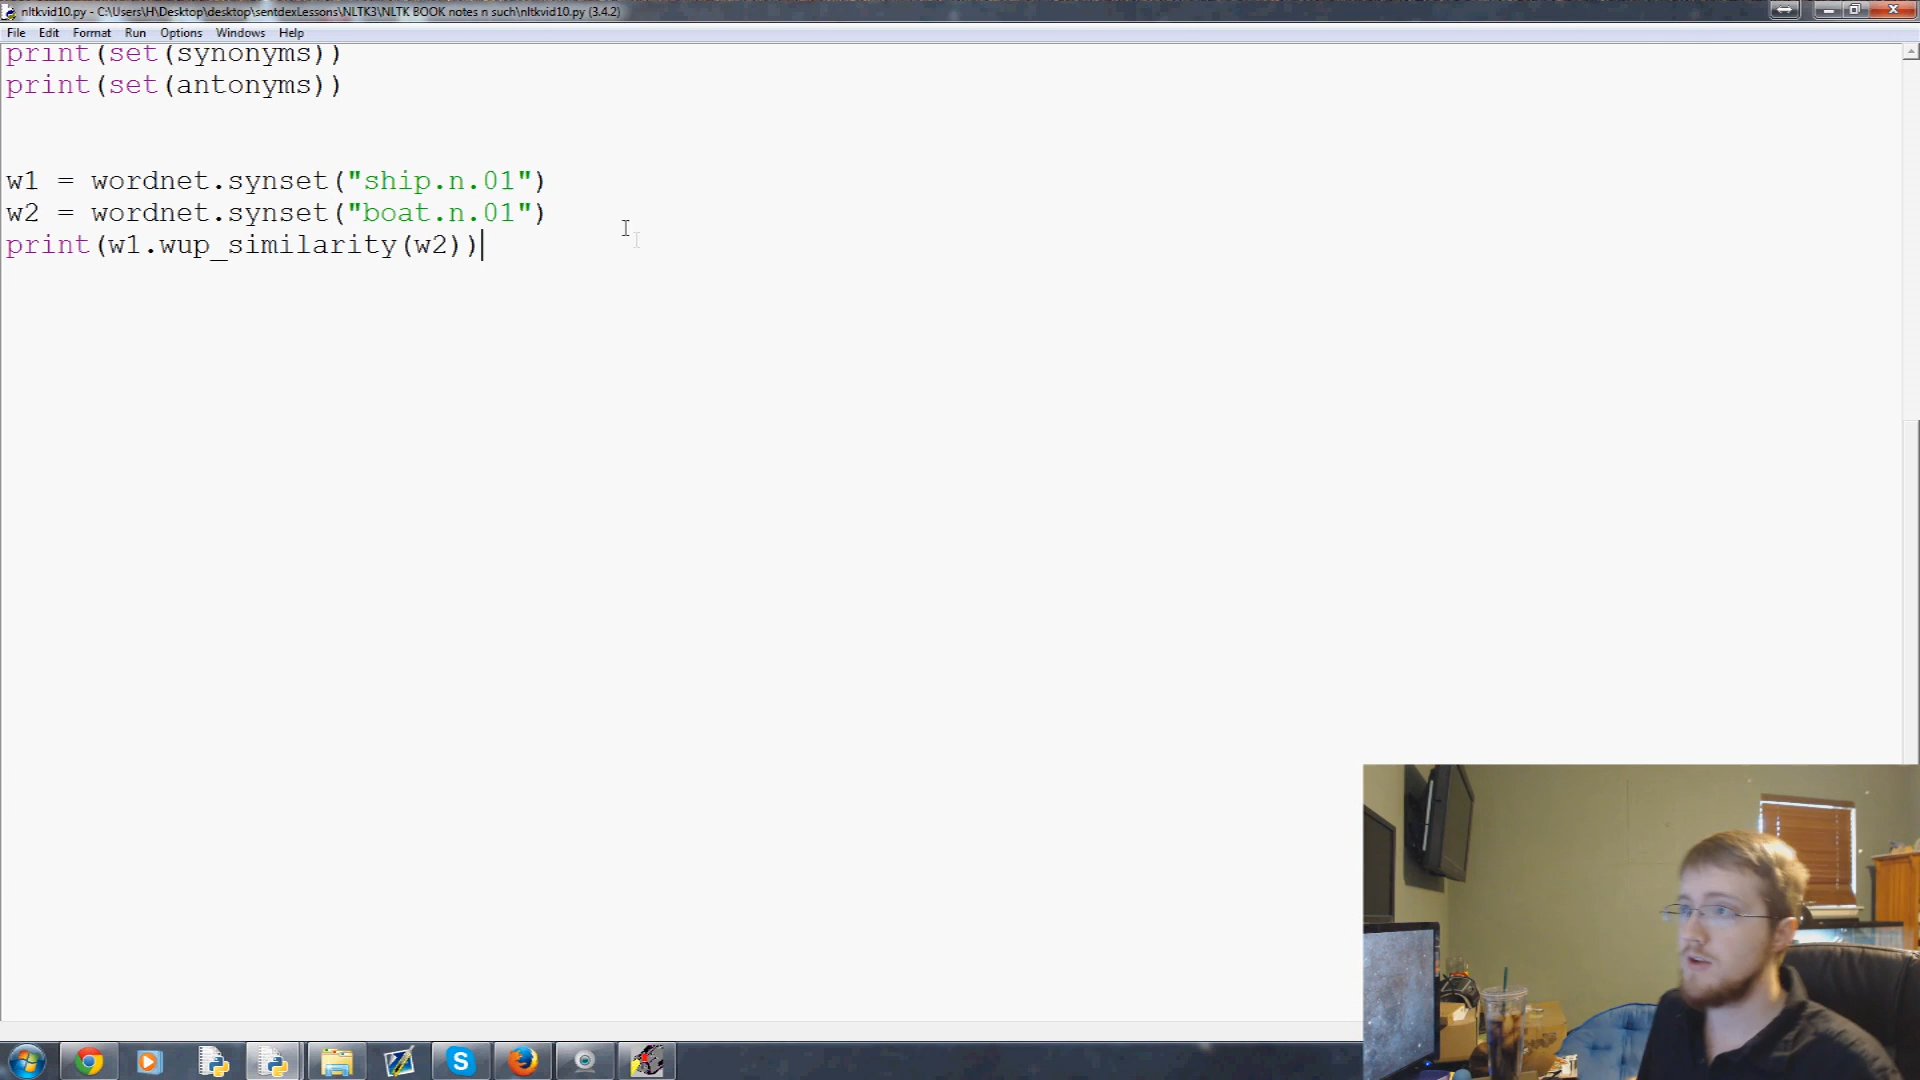 nltkvid10.py - C:\Users\H\Desktop\desktop\sentdexLessons\NLTK3\NLTK BOOK notes n such\nltkvid10.py (3.4.2)
File Edit Format Run Options Windows Help
print(set(synonyms))
print(set(antonyms))
w1 = wordnet.synset("ship.n.01")
w2 = wordnet.synset("boat.n.01")
print(w1.wup_similarity(w2))